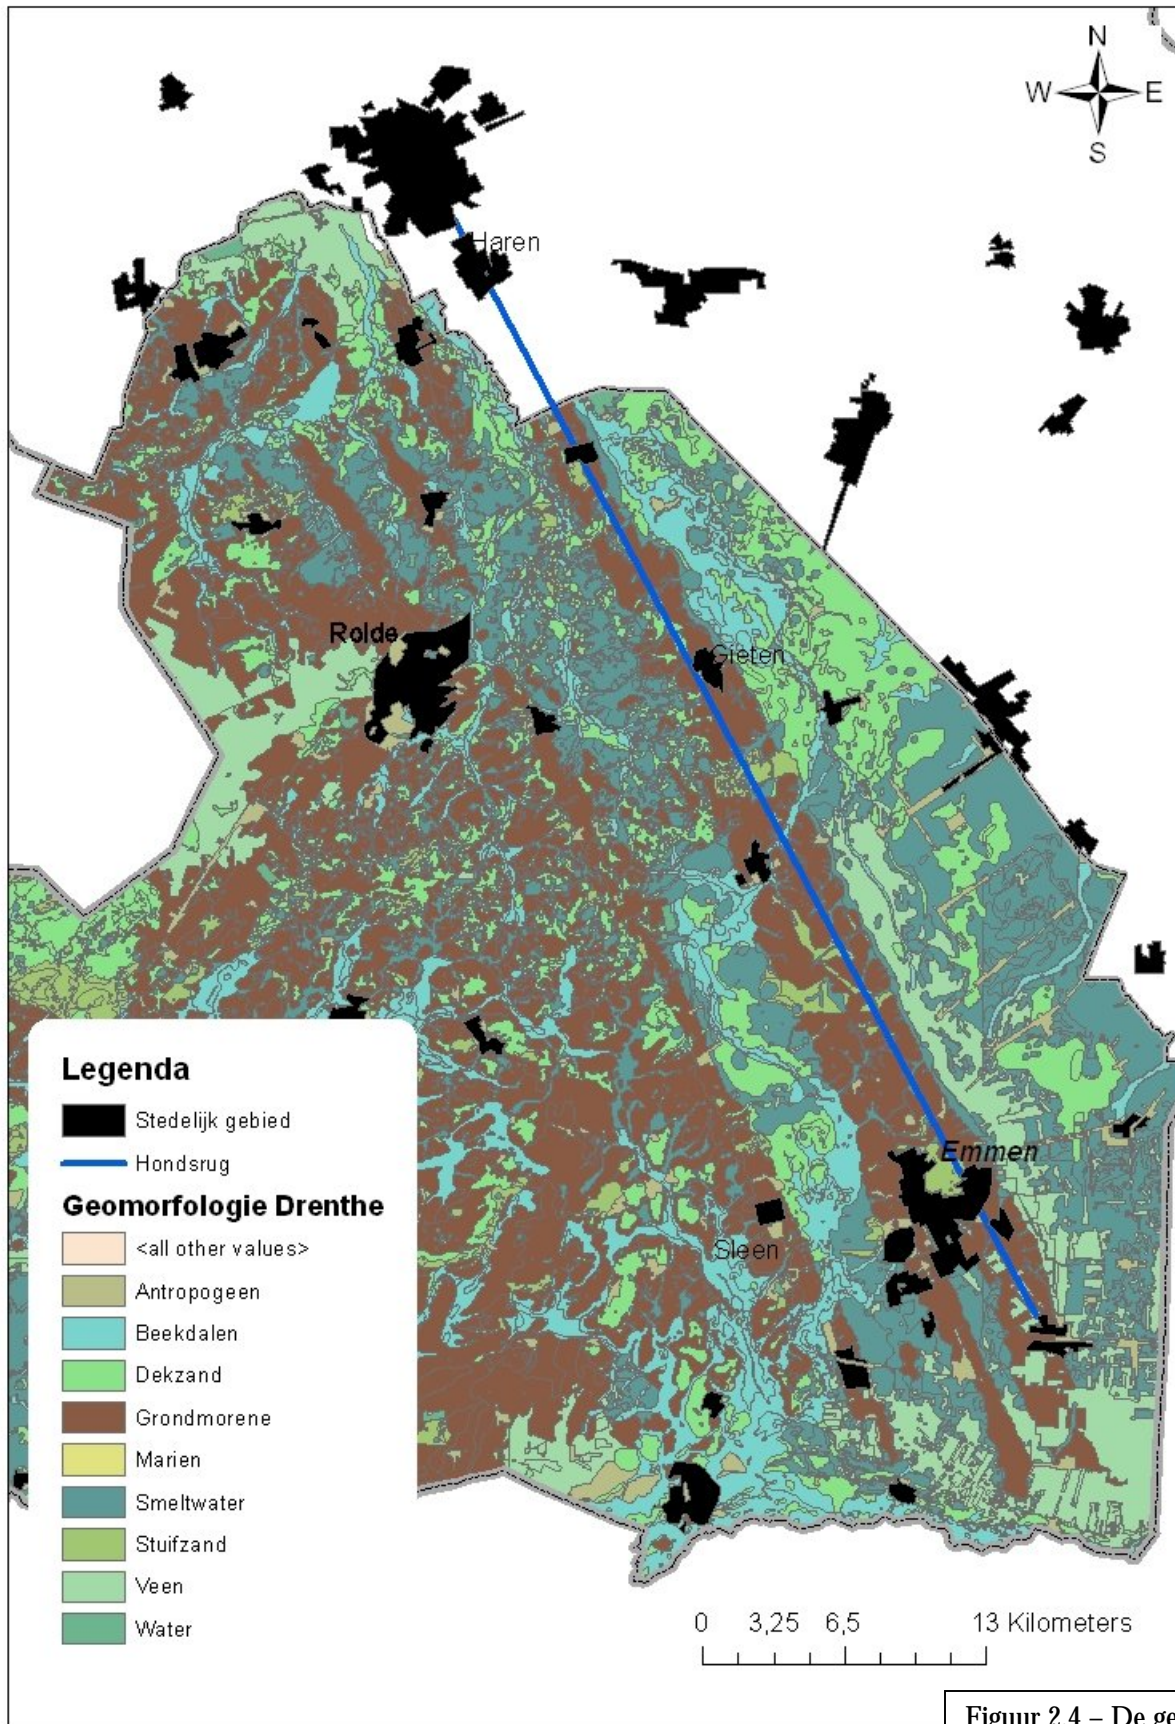 N
W E
S
Haren
Rolde
Gieten
Emmen
Sleen
Legenda
Stedelijk gebied
Hondsrug
Geomorfologie Drenthe
<all other values>
Antropogeen
Beekdalen
Dekzand
Grondmorene
Marien
Smeltwater
Stuifzand
Veen
Water
0 3,25 6,5 13 Kilometers
Figuur 2.4 – De ge